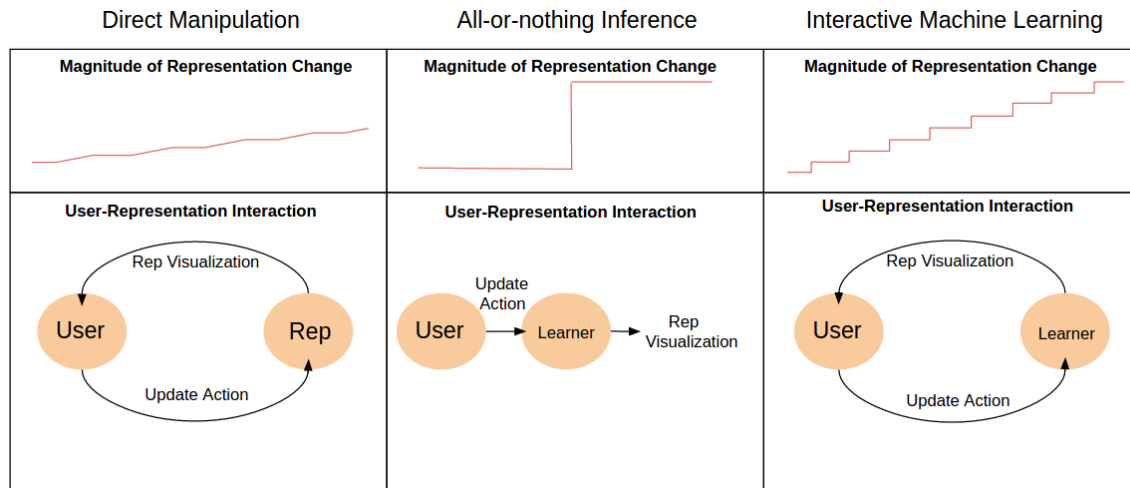 Direct Manipulation
All-or-nothing Inference
Interactive Machine Learning
Magnitude of Representation Change
Magnitude of Representation Change
Magnitude of Representation Change
User-Representation Interaction
Rep Visualization
User
Rep
Update Action
User-Representation Interaction
Update
Action
User
Learner
Rep
Visualization
User-Representation Interaction
Rep Visualization
User
Learner
Update Action